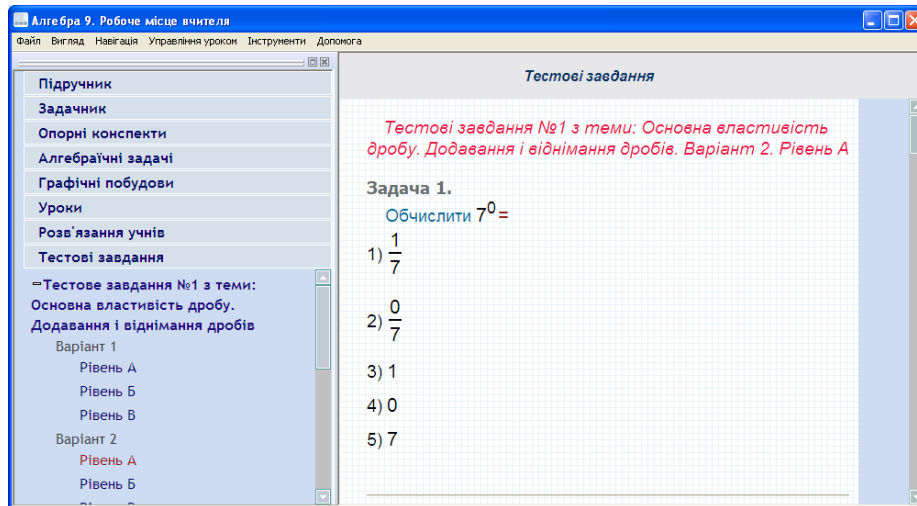 Алгебра 9. Робоче місце вчителя
Файл Вигляд Навігація Управління уроком Інструменти Допомога
Підручник
Задачник
Опорні конспекти
Алгебраїчні задачі
Графічні побудови
Уроки
Розв'язання учнів
Тестові завдання
Тестове завдання №1 з теми:
Основна властивість дробу.
Додавання і віднімання дробів
Варіант 1
Рівень А
Рівень Б
Рівень В
Варіант 2
Рівень А
Рівень Б
Тестові завдання
Тестові завдання №1 з теми: Основна властивість
дробу. Додавання і віднімання дробів. Варіант 2. Рівень А
Задача 1.
Обчислити 7⁰ =
1) 1/7
2) 0/7
3) 1
4) 0
5) 7